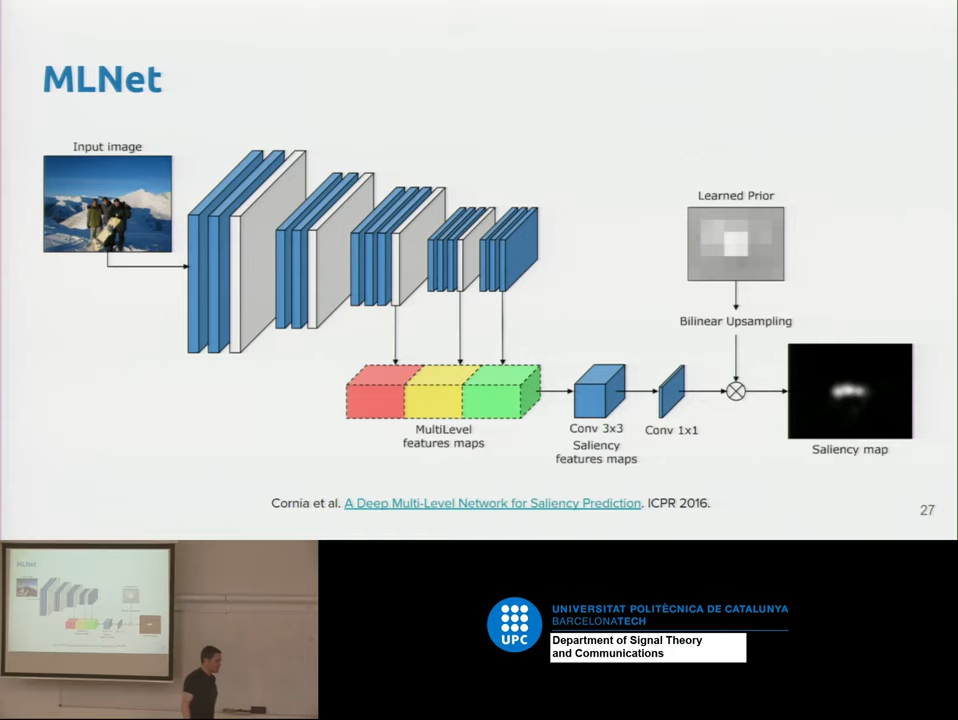 MLNet
Input image
Learned Prior
Bilinear Upsampling
MultiLevel
features maps
Conv 3x3
Saliency
features maps
Conv 1x1
Saliency map
Cornia et al. A Deep Multi-Level Network for Saliency Prediction. ICPR 2016.
27
MLNet
UPC
UNIVERSITAT POLITÈCNICA DE CATALUNYA
BARCELONATECH
Department of Signal Theory
and Communications